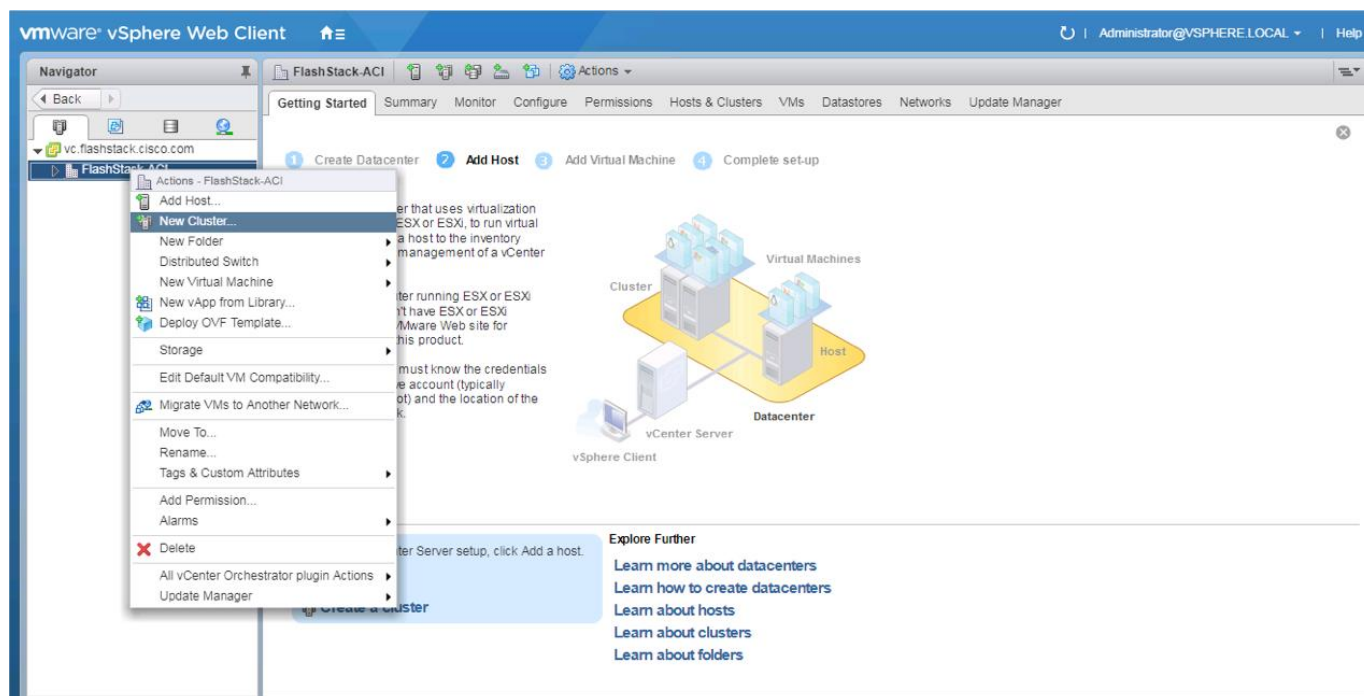 vmware® vSphere Web Client
Administrator@VSPHERE.LOCAL
Help
Navigator
Back
vc.flashstack.cisco.com
FlashStack-ACI
FlashStack-ACI
Actions
Getting Started Summary Monitor Configure Permissions Hosts & Clusters VMs Datastores Networks Update Manager
1 Create Datacenter 2 Add Host 3 Add Virtual Machine 4 Complete set-up
Actions - FlashStack-ACI
Add Host...
New Cluster...
New Folder
Distributed Switch
New Virtual Machine
New vApp from Library...
Deploy OVF Template...
Storage
Edit Default VM Compatibility...
Migrate VMs to Another Network...
Move To...
Rename...
Tags & Custom Attributes
Add Permission...
Alarms
Delete
All vCenter Orchestrator plugin Actions
Update Manager
er that uses virtualization
ESX or ESXi, to run virtual
a host to the inventory
management of a vCenter
ter running ESX or ESXi
n't have ESX or ESXi
VMware Web site for
this product.
must know the credentials
ve account (typically
ot) and the location of the
k.
Virtual Machines
Cluster
Host
Datacenter
vCenter Server
vSphere Client
ter Server setup, click Add a host.
Create a cluster
Explore Further
Learn more about datacenters
Learn how to create datacenters
Learn about hosts
Learn about clusters
Learn about folders